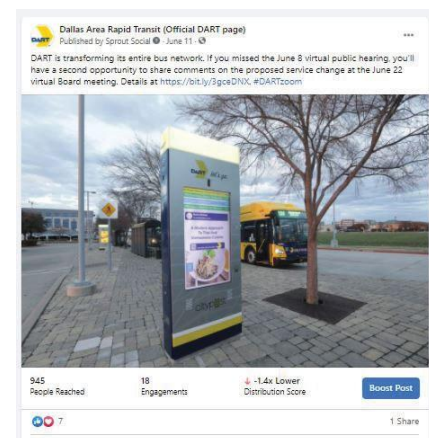 Dallas Area Rapid Transit (Official DART page)
Published by Sprout Social · June 11 ·
DART is transforming its entire bus network. If you missed the June 8 virtual public hearing, you'll
have a second opportunity to share comments on the proposed service change at the June 22
virtual Board meeting. Details at https://bit.ly/3gceDNX, #DARTzoom
DART
let's go.
945
18
↓ -1.4x Lower
People Reached
Engagements
Distribution Score
Boost Post
7
1 Share